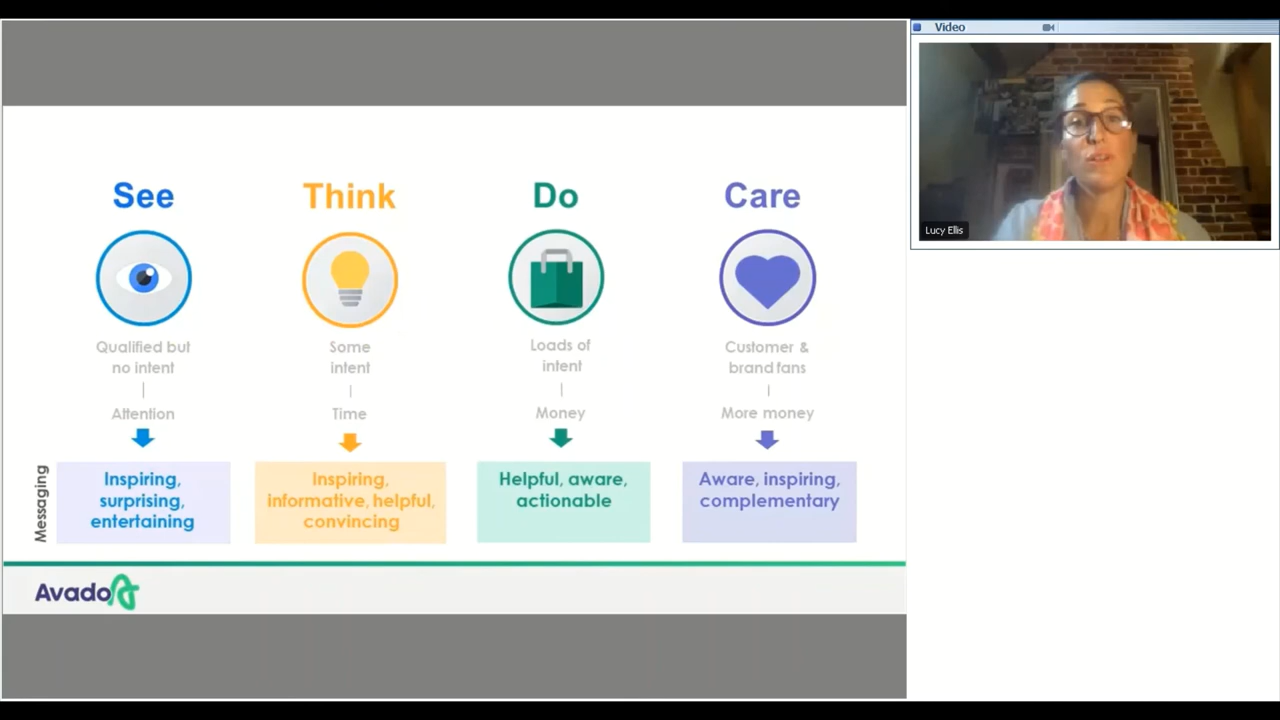 Video
Lucy Ellis
See
Think
Do
Care
Qualified but
no intent
Attention
Some
intent
Time
Loads of
intent
Money
Customer &
brand fans
More money
Messaging
Inspiring,
surprising,
entertaining
Inspiring,
informative, helpful,
convincing
Helpful, aware,
actionable
Aware, inspiring,
complementary
Avado